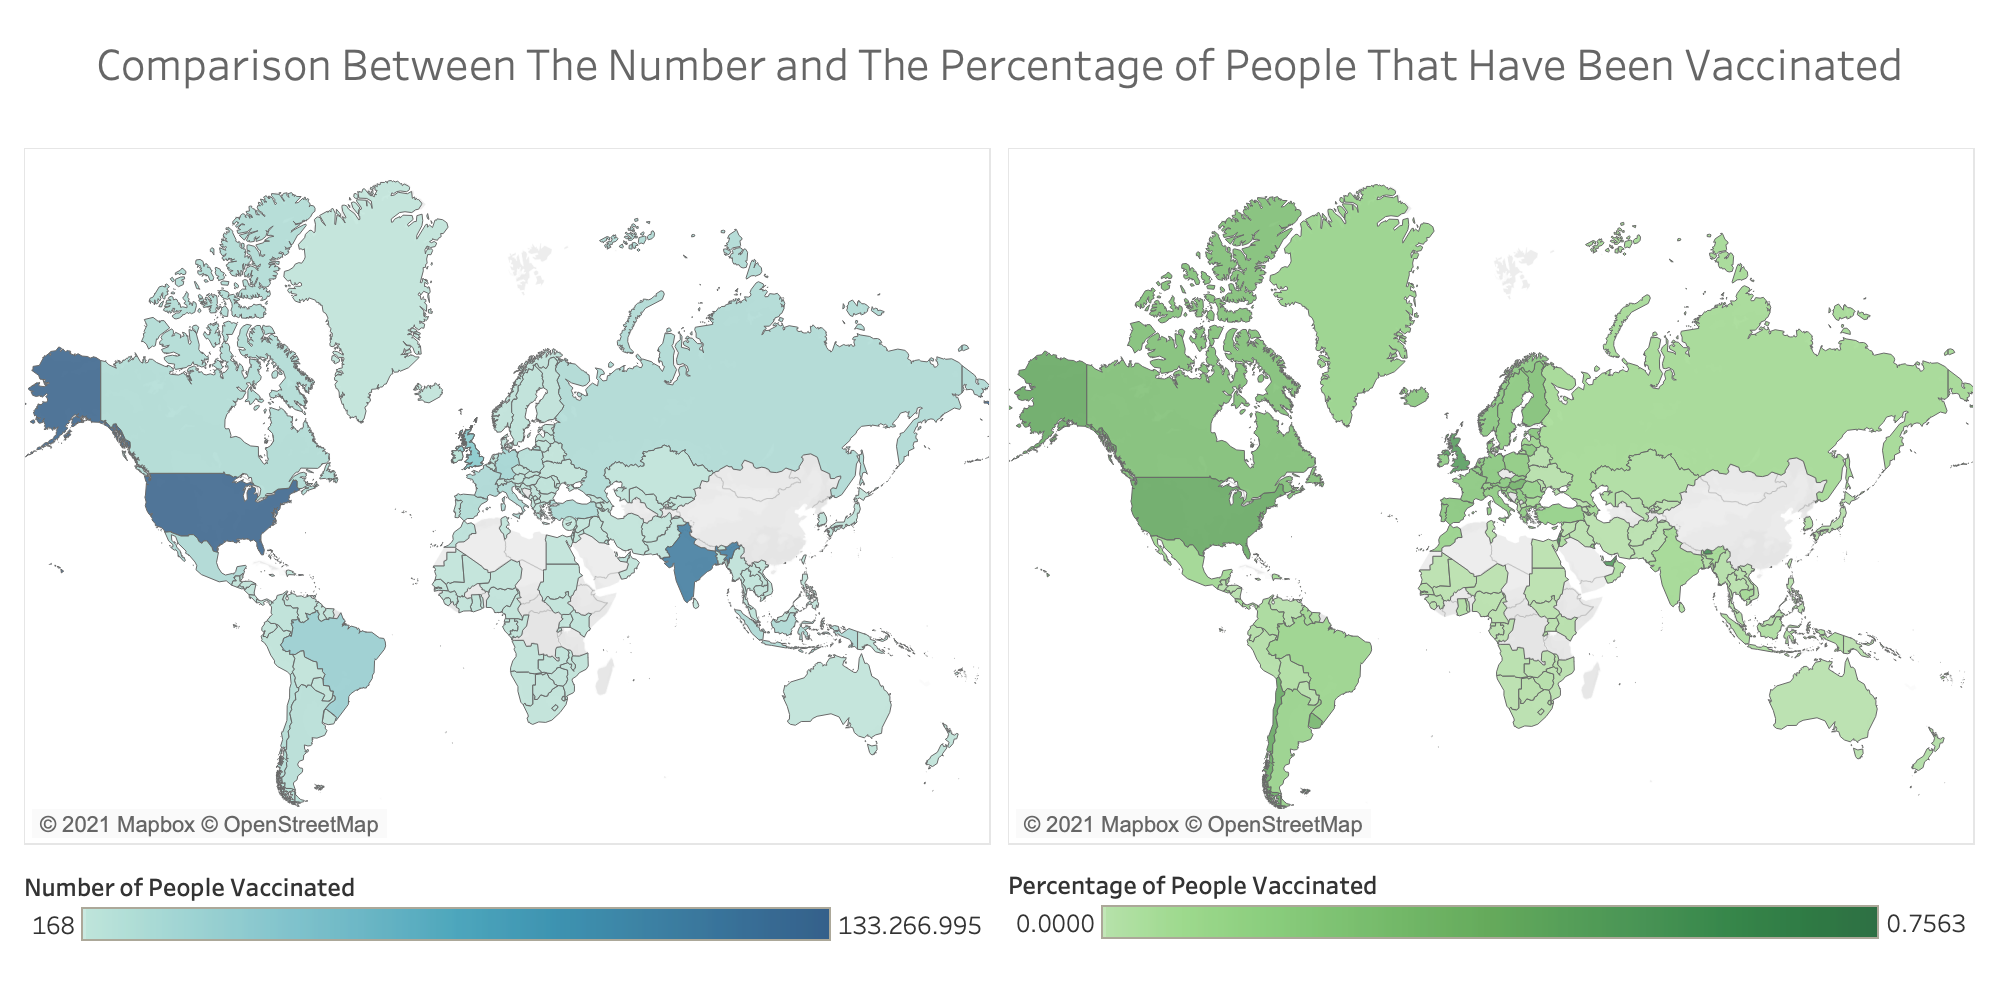 Comparison Between The Number and The Percentage of People That Have Been Vaccinated
© 2021 Mapbox © OpenStreetMap
© 2021 Mapbox © OpenStreetMap
Number of People Vaccinated
168 133.266.995
Percentage of People Vaccinated
0.0000 0.7563